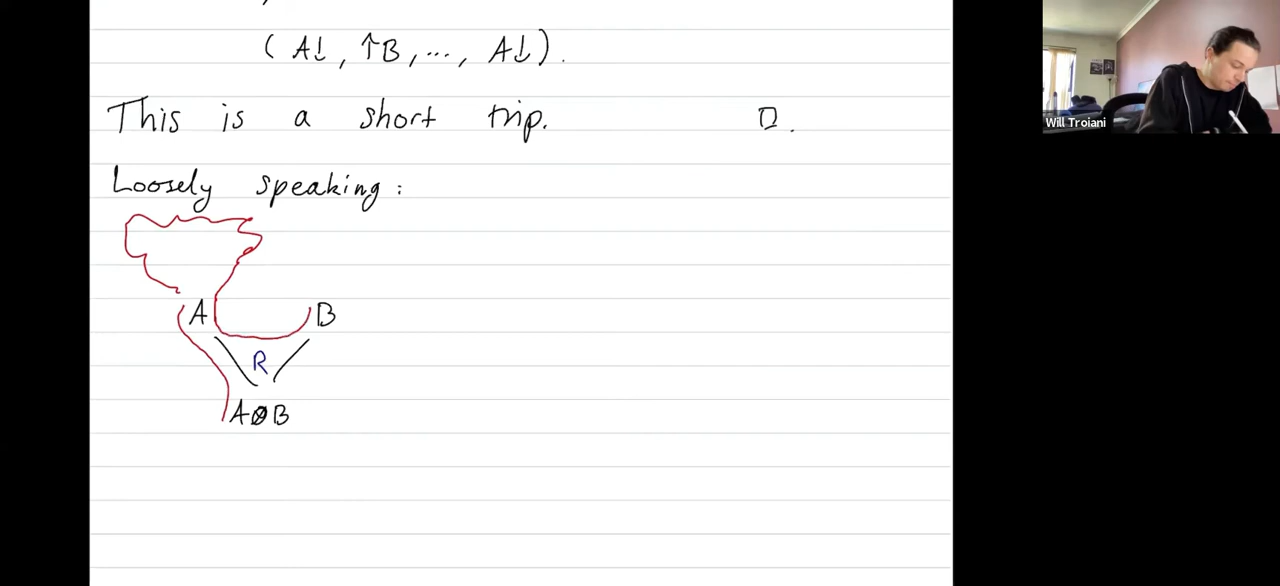 ( A↓ , ↑B , ... , A↓ ) .
This is a short trip. □ .
Will Troiani
Loosely speaking :
A B
R
A⊗B